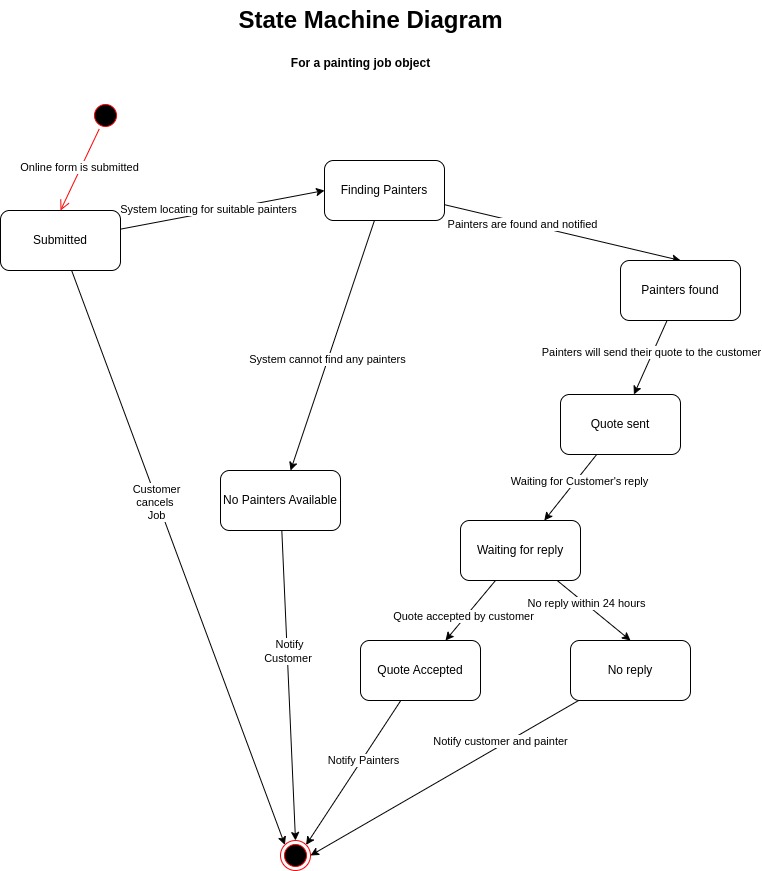 State Machine Diagram
For a painting job object
Online form is submitted
Submitted
System locating for suitable painters
Finding Painters
Painters are found and notified
Painters found
System cannot find any painters
Painters will send their quote to the customer
Quote sent
Waiting for Customer's reply
Customer
cancels
Job
No Painters Available
Waiting for reply
No reply within 24 hours
Quote accepted by customer
Notify
Customer
Quote Accepted
No reply
Notify customer and painter
Notify Painters